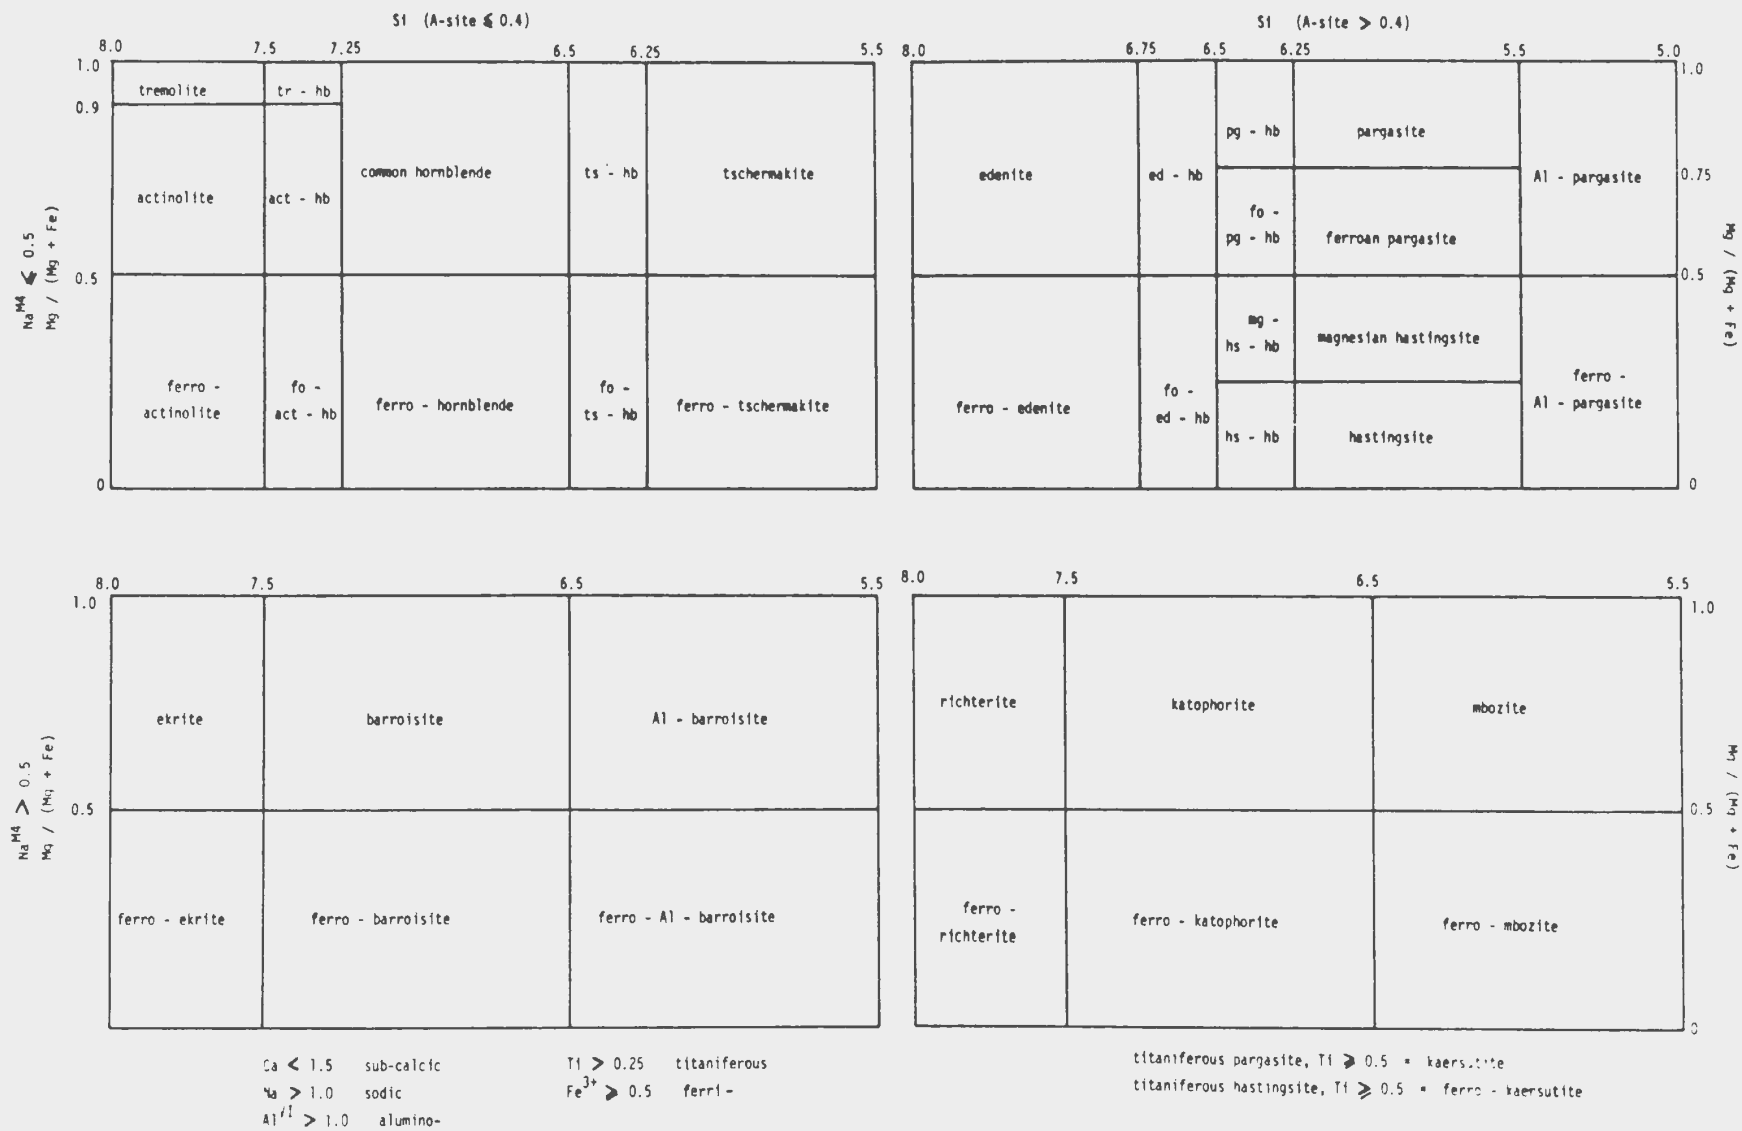 Si (A-site ⩽ 0.4)
8.0 7.5 7.25 6.5 6.25 5.5
1.0
0.9
0.5
0
Na^M4 ⩽ 0.5
Mg / (Mg + Fe)
tremolite
tr - hb
actinolite
act - hb
common hornblende
ts - hb
tschermakite
ferro -
actinolite
fo -
act - hb
ferro - hornblende
fo -
ts - hb
ferro - tschermakite
Si (A-site > 0.4)
8.0 6.75 6.5 6.25 5.5 5.0
1.0
0.75
0.5
0
Mg / (Mg + Fe)
edenite
ed - hb
pg - hb
pargasite
fo -
pg - hb
ferroan pargasite
Al - pargasite
ferro - edenite
fo -
ed - hb
mg -
hs - hb
magnesian hastingsite
hs - hb
hastingsite
ferro -
Al - pargasite
8.0 7.5 6.5 5.5
1.0
0.5
Na^M4 > 0.5
Mg / (Mg + Fe)
ekrite
barroisite
Al - barroisite
ferro - ekrite
ferro - barroisite
ferro - Al - barroisite
8.0 7.5 6.5 5.5
1.0
0.5
0
Mg / (Mg + Fe)
richterite
katophorite
mbozite
ferro -
richterite
ferro - katophorite
ferro - mbozite
Ca < 1.5 sub-calcic
Na > 1.0 sodic
Al^VI > 1.0 alumino-
Ti > 0.25 titaniferous
Fe^3+ ⩾ 0.5 ferri -
titaniferous pargasite, Ti ⩾ 0.5 = kaersutite
titaniferous hastingsite, Ti ⩾ 0.5 = ferro - kaersutite